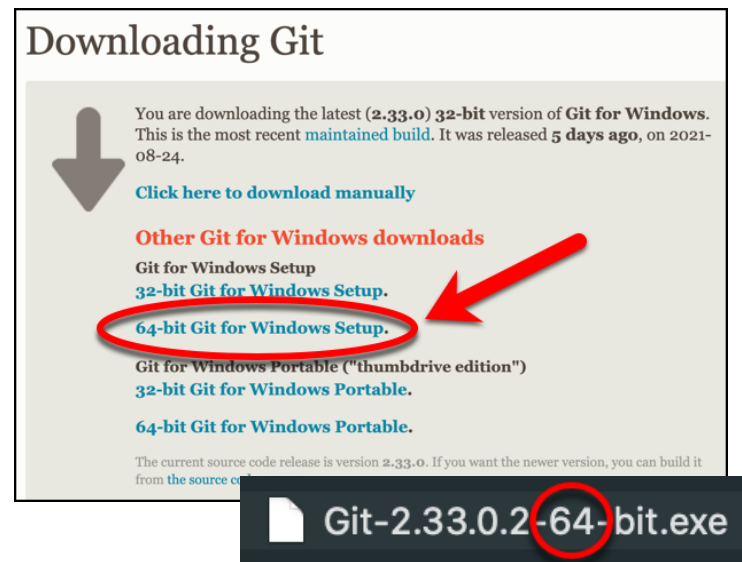 Downloading Git
You are downloading the latest (2.33.0) 32-bit version of Git for Windows.
This is the most recent maintained build. It was released 5 days ago, on 2021-
08-24.
Click here to download manually
Other Git for Windows downloads
Git for Windows Setup
32-bit Git for Windows Setup.
64-bit Git for Windows Setup.
Git for Windows Portable ("thumbdrive edition")
32-bit Git for Windows Portable.
64-bit Git for Windows Portable.
The current source code release is version 2.33.0. If you want the newer version, you can build it
from the source
Git-2.33.0.2-64-bit.exe